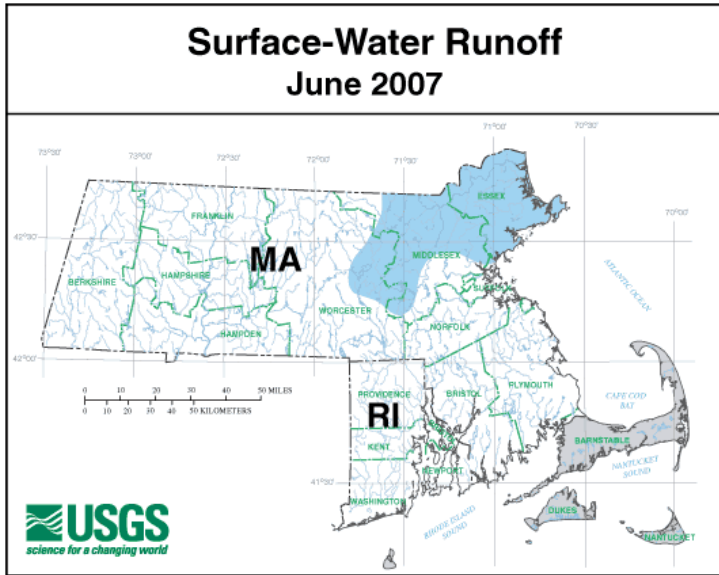 Surface-Water Runoff
June 2007
73°30'
73°00'
72°30'
72°00'
71°30'
71°00'
70°30'
70°00'
42°30'
42°00'
41°30'
ESSEX
FRANKLIN
MIDDLESEX
MA
BERKSHIRE
HAMPSHIRE
WORCESTER
HAMPDEN
NORFOLK
ATLANTIC OCEAN
PROVIDENCE
BRISTOL
PLYMOUTH
CAPE COD
BAY
RI
KENT
BARNSTABLE
NEWPORT
NANTUCKET
SOUND
WASHINGTON
DUKES
RHODE ISLAND
SOUND
NANTUCKET
0 10 20 30 40 50 MILES
0 10 20 30 40 50 KILOMETERS
USGS
science for a changing world